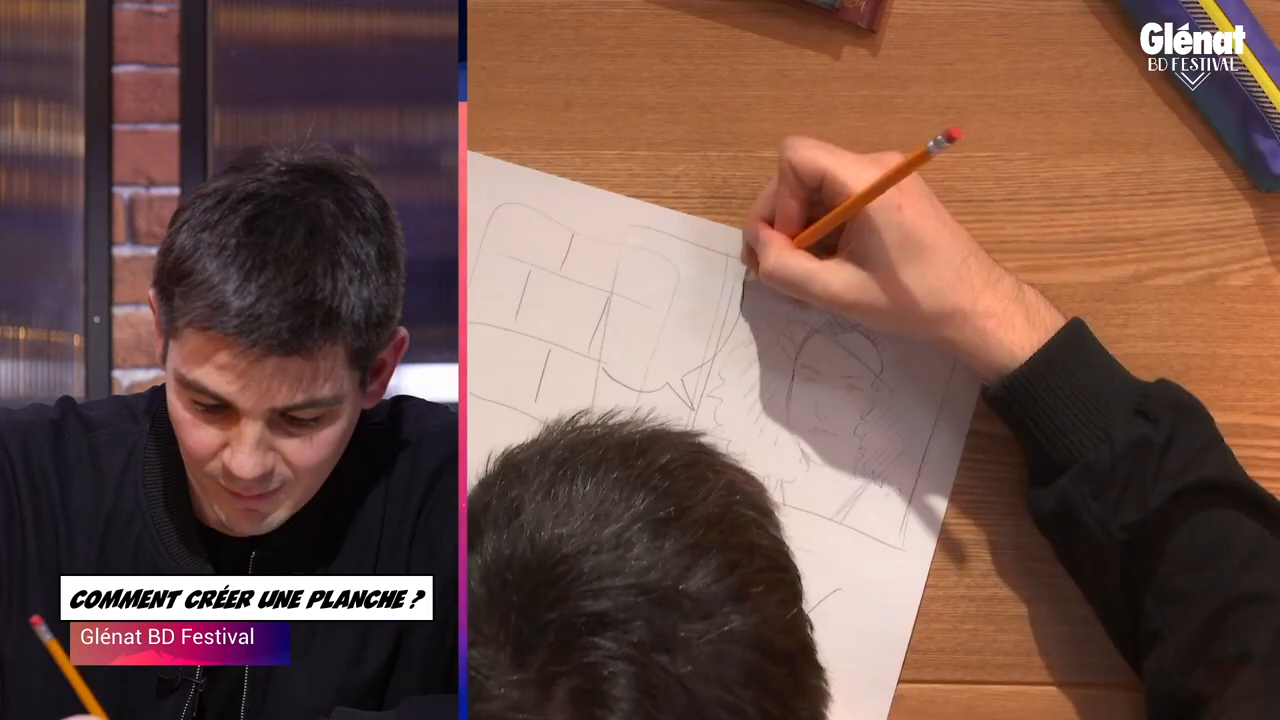 Glénat
BD FESTIVAL
COMMENT CRÉER UNE PLANCHE ?
Glénat BD Festival